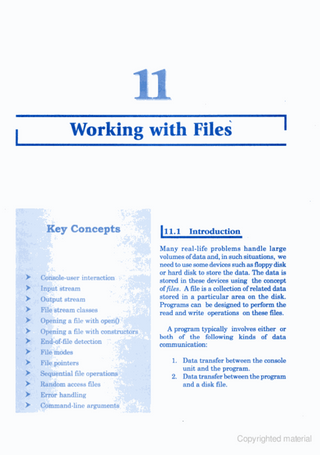 11
Working with Files
Key Concepts
Console-user interaction
Input stream
Output stream
File stream classes
Opening a file with open()
Opening a file with constructors
End-of-file detection
File modes
File pointers
Sequential file operations
Random access files
Error handling
Command-line arguments
11.1 Introduction
Many real-life problems handle large
volumes of data and, in such situations, we
need to use some devices such as floppy disk
or hard disk to store the data. The data is
stored in these devices using the concept
of files. A file is a collection of related data
stored in a particular area on the disk.
Programs can be designed to perform the
read and write operations on these files.
A program typically involves either or
both of the following kinds of data
communication:
1. Data transfer between the console
unit and the program.
2. Data transfer between the program
and a disk file.
Copyrighted material